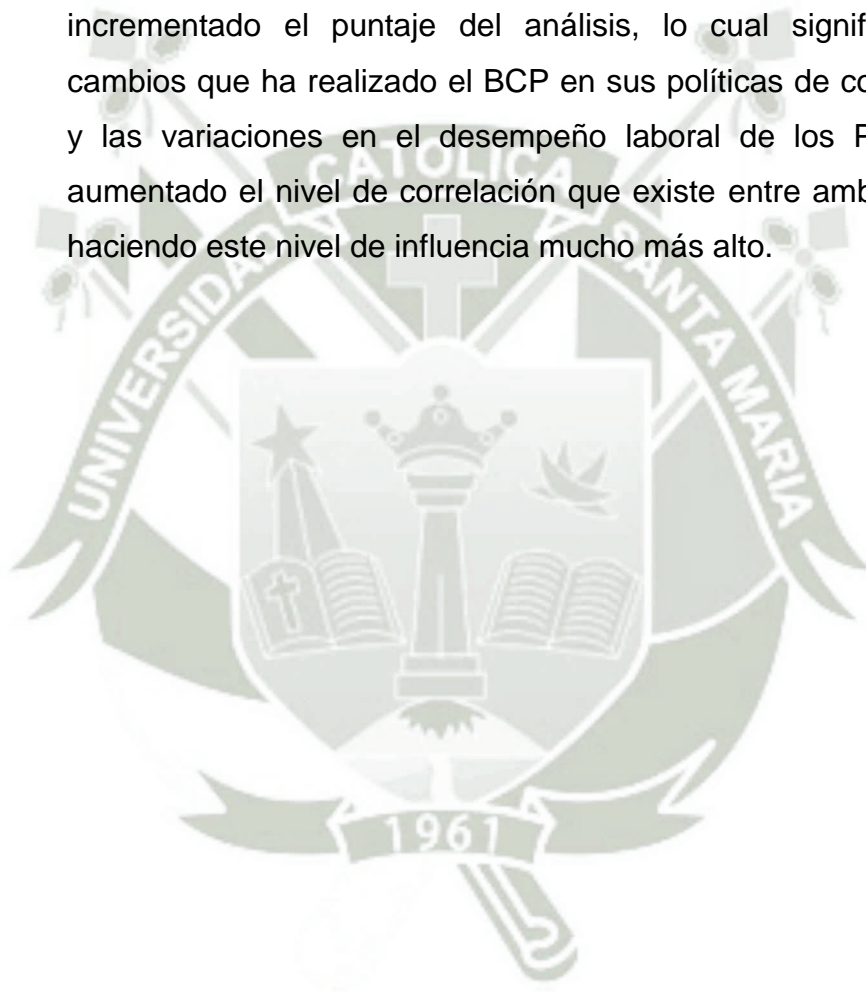 incrementado el puntaje del análisis, lo cual signif
cambios que ha realizado el BCP en sus políticas de co
y las variaciones en el desempeño laboral de los P
aumentado el nivel de correlación que existe entre amb
haciendo este nivel de influencia mucho más alto.
UNIVERSIDAD CATOLICA SANTA MARIA
1961